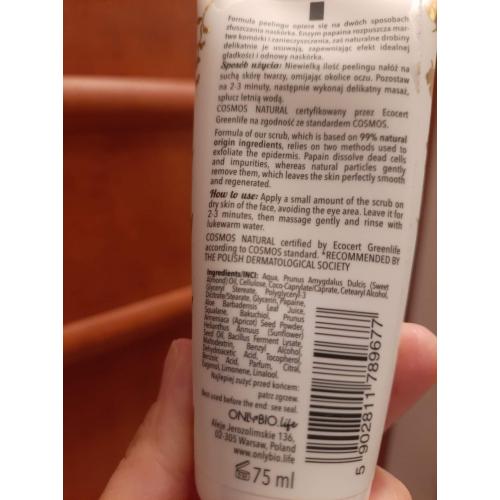 Formuła peelingu opiera się na dwóch sposobach
złuszczenia naskórka. Enzym papaina rozpuszcza mar-
twe komórki i zanieczyszczenia, zaś naturalne drobiny
delikatnie je usuwają, zapewniając efekt idealnej
gładkości i odnowy naskórka.
Sposób użycia: Niewielką ilość peelingu nałóż na
suchą skórę twarzy, omijając okolice oczu. Pozostaw
na 2-3 minuty, następnie wykonaj delikatny masaż,
spłucz letnią wodą.
COSMOS NATURAL certyfikowany przez Ecocert
Greenlife na zgodność ze standardem COSMOS.
Formula of our scrub, which is based on 99% natural
origin ingredients, relies on two methods used to
exfoliate the epidermis. Papain dissolve dead cells
and impurities, whereas natural particles gently
remove them, which leaves the skin perfectly smooth
and regenerated.
How to use: Apply a small amount of the scrub on
dry skin of the face, avoiding the eye area. Leave it for
2-3 minutes, then massage gently and rinse with
lukewarm water.
COSMOS NATURAL certified by Ecocert Greenlife
according to COSMOS standard. *RECOMMENDED BY
THE POLISH DERMATOLOGICAL SOCIETY
Ingredients/INCI: Aqua, Prunus Amygdalus Dulcis (Sweet
Almond) Oil, Cellulose, Coco-Caprylate/Caprate, Cetearyl Alcohol,
Glyceryl Stereate, Polyglyceryl-3
Dicitrate/Stearate, Glycerin, Papaine,
Aloe Barbadensis Leaf Juice,
Squalane, Bakuchiol, Prunus
Armeniaca (Apricot) Seed Powder,
Helianthus Annuus (Sunflower)
Seed Oil, Bacillus Ferment Lysate,
Maltodextrin, Benzyl Alcohol,
Dehydroacetic Acid, Tocopherol,
Benzoic Acid, Parfum, Citral,
Eugenol, Limonene, Linalool.
Najlepiej zużyć przed końcem:
patrz zgrzew.
Best used before the end: see seal.
ONLYBIO.life
Aleje Jerozolimskie 136,
02-305 Warsaw, Poland
www.onlybio.life
75 ml
5 902811 789677